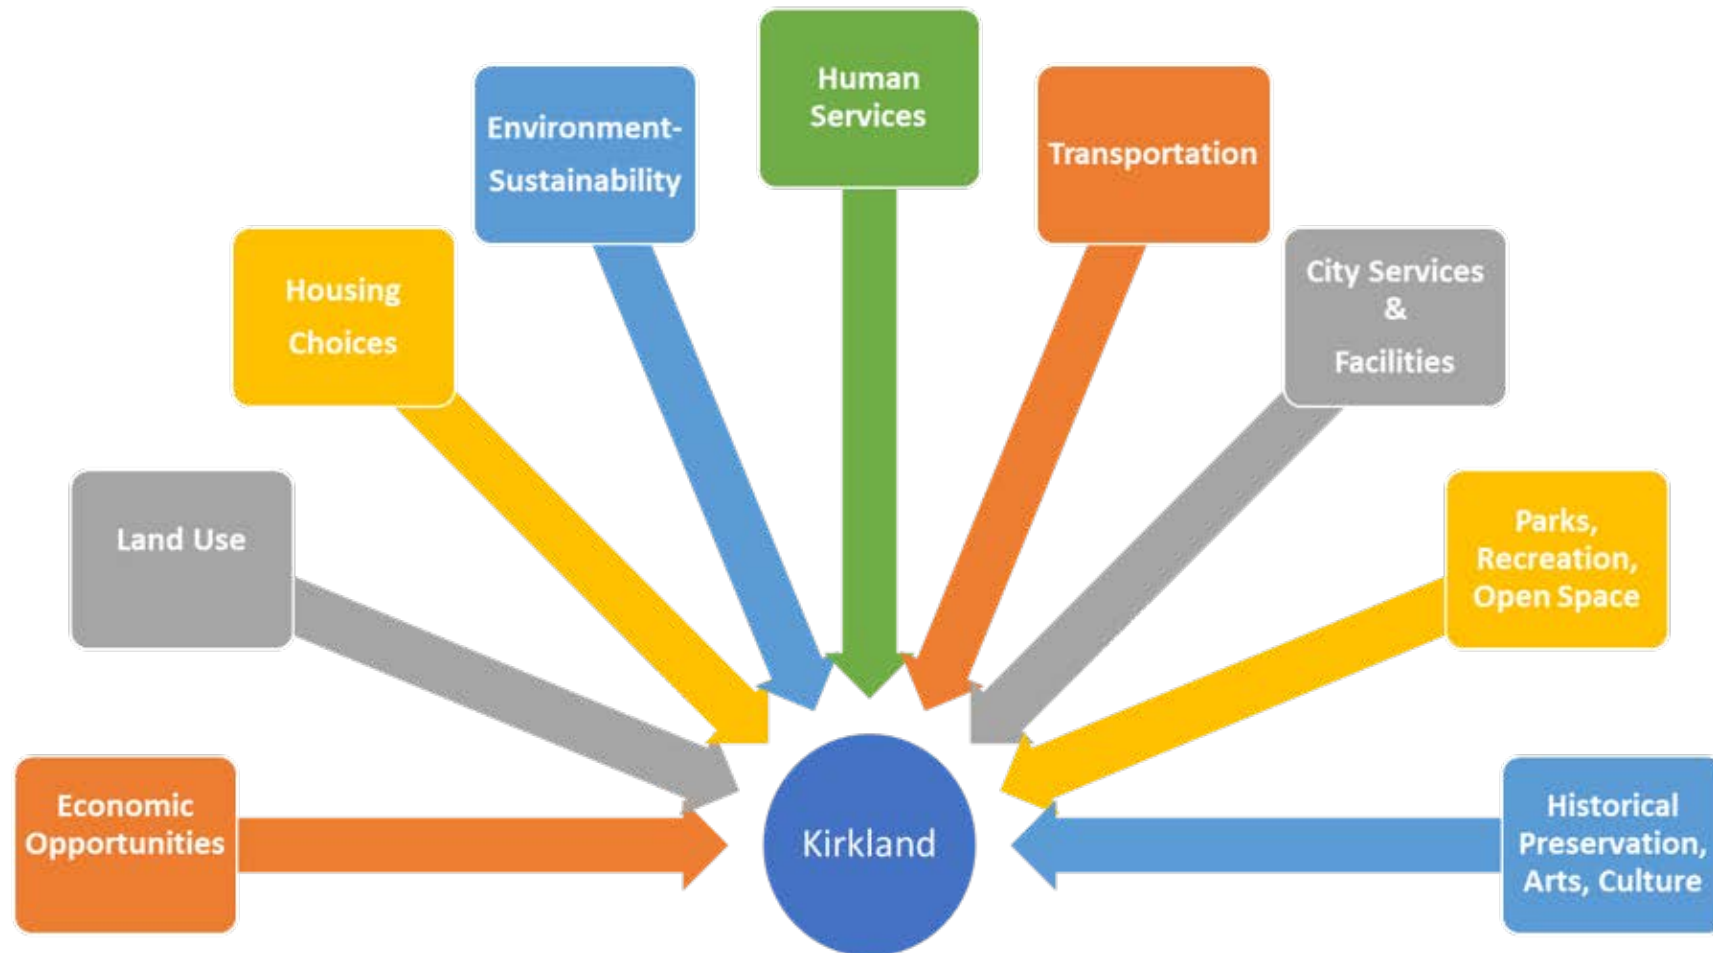 Human
Services
Environment-
Sustainability
Transportation
Housing
Choices
City Services
&
Facilities
Land Use
Parks,
Recreation,
Open Space
Economic
Opportunities
Kirkland
Historical
Preservation,
Arts, Culture